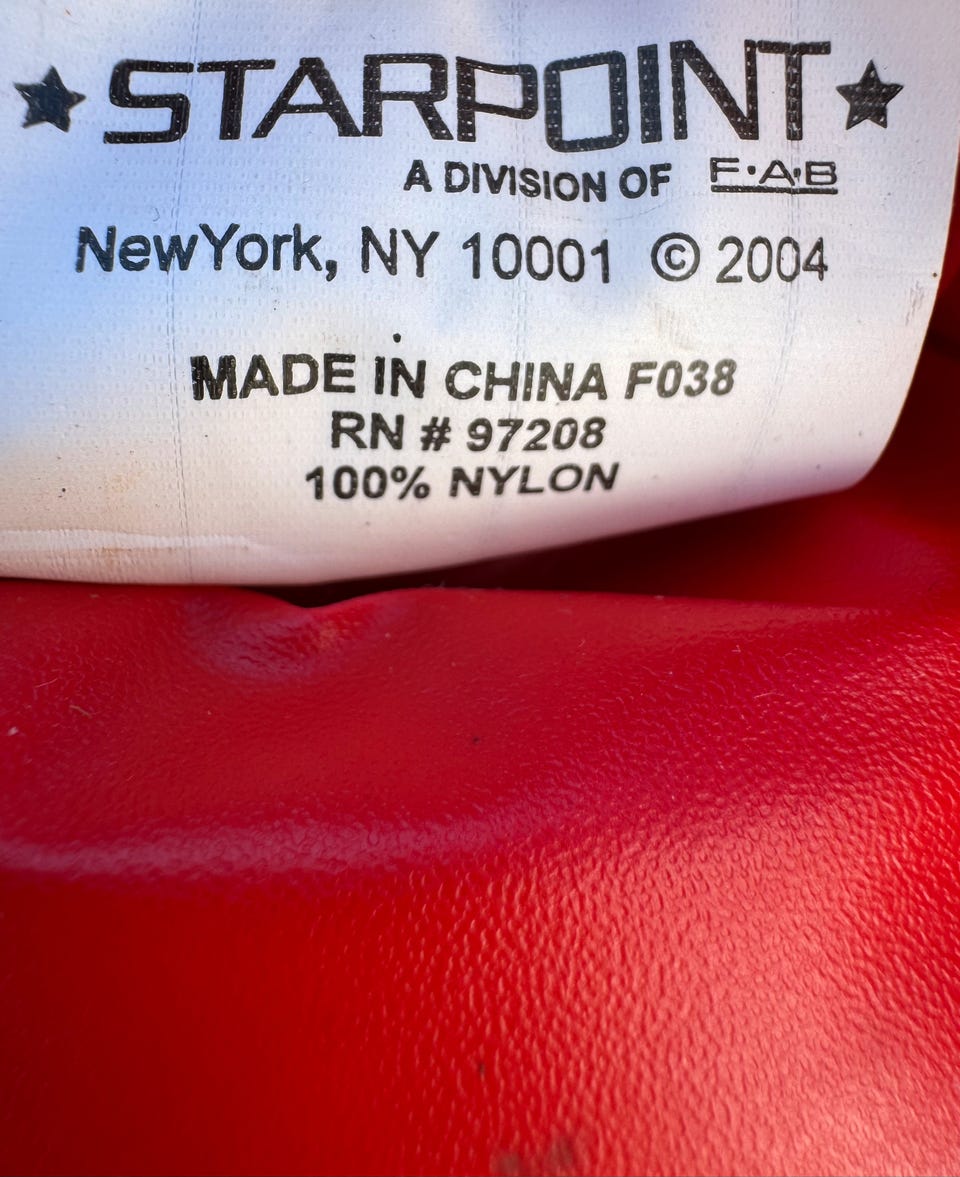 STARPOINT
A DIVISION OF F•A•B
NewYork, NY 10001 © 2004
MADE IN CHINA F038
RN # 97208
100% NYLON